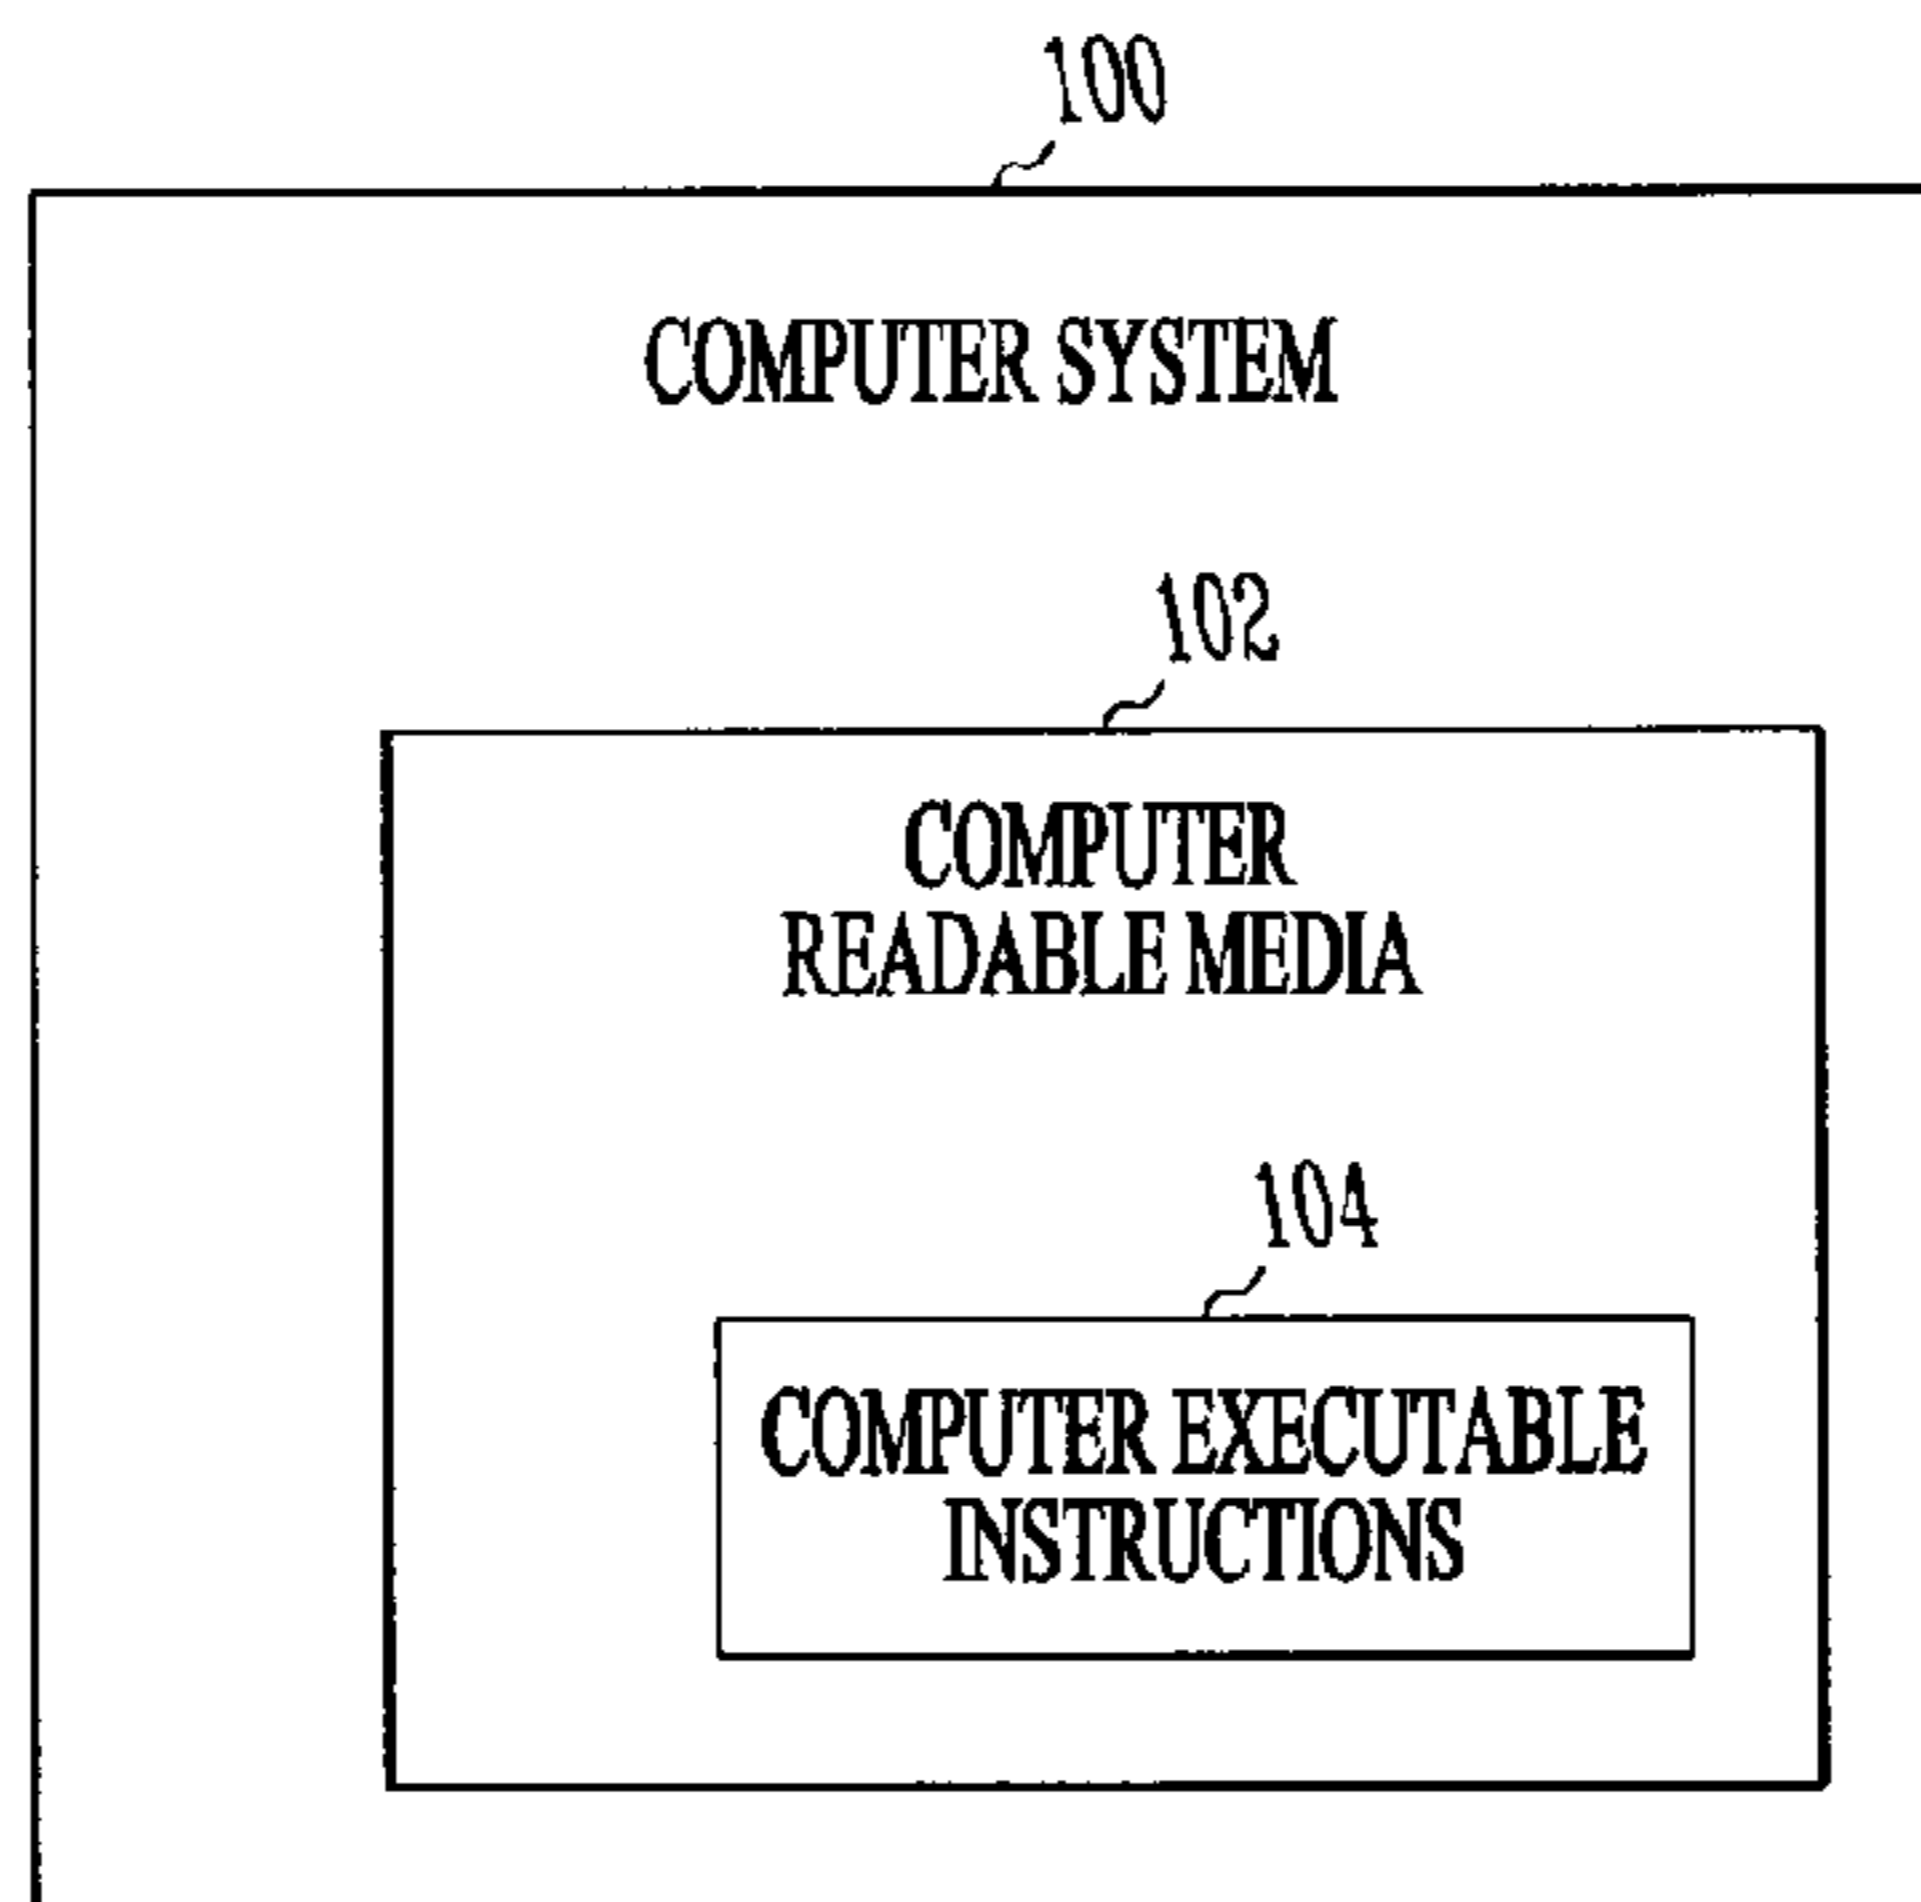 100
COMPUTER SYSTEM
102
COMPUTER
READABLE MEDIA
104
COMPUTER EXECUTABLE
INSTRUCTIONS